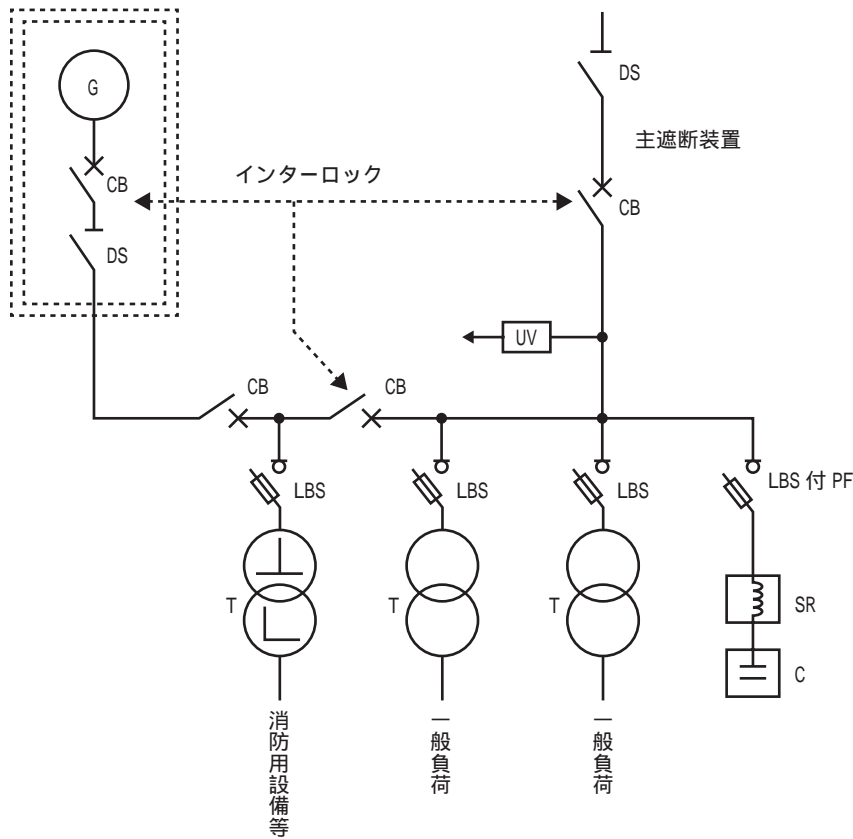 G
CB
DS
インターロック
DS
主遮断装置
CB
UV
CB
CB
LBS
LBS
LBS
LBS 付 PF
T
T
T
SR
C
消防用設備等
一般負荷
一般負荷